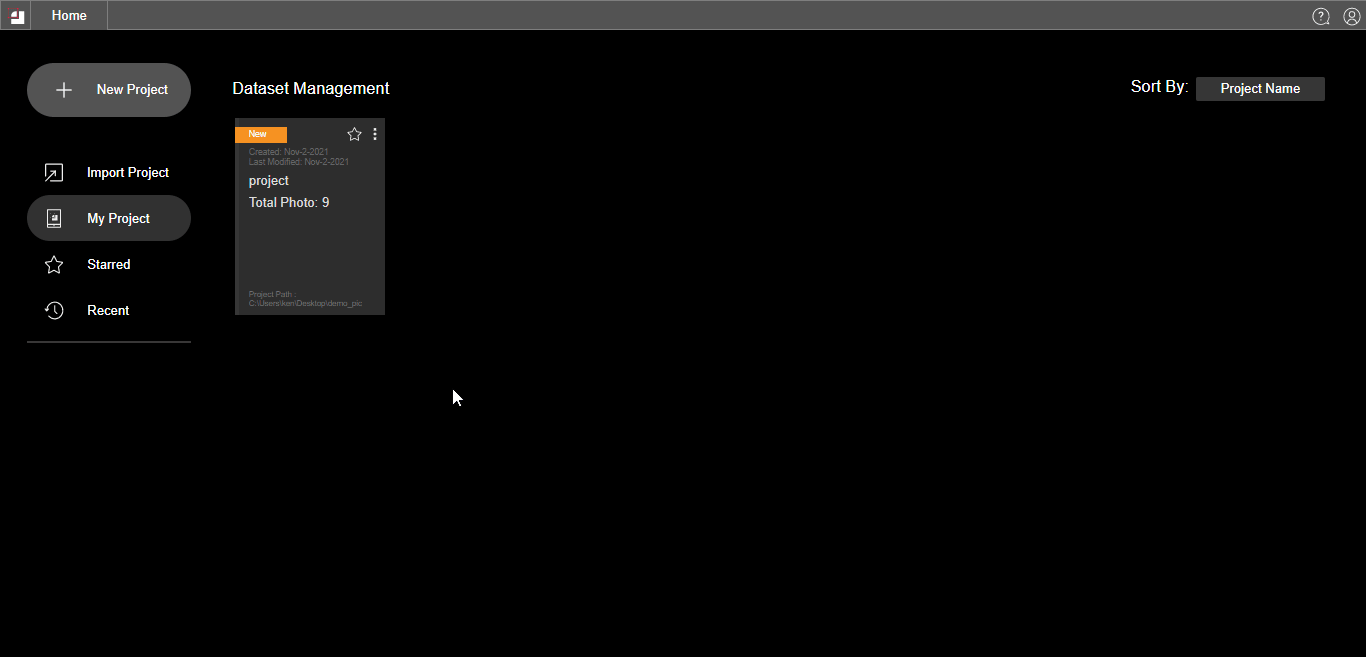 Home
?
New Project
Dataset Management
Sort By:
Project Name
New
Created: Nov-2-2021
Last Modified: Nov-2-2021
project
Total Photo: 9
Project Path :
C:\Users\ken\Desktop\demo_pic
Import Project
My Project
Starred
Recent